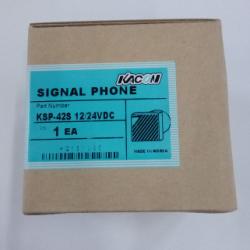 KACON
SIGNAL PHONE
Part Number
KSP-42S 12/24VDC
1 EA
MADE IN KOREA